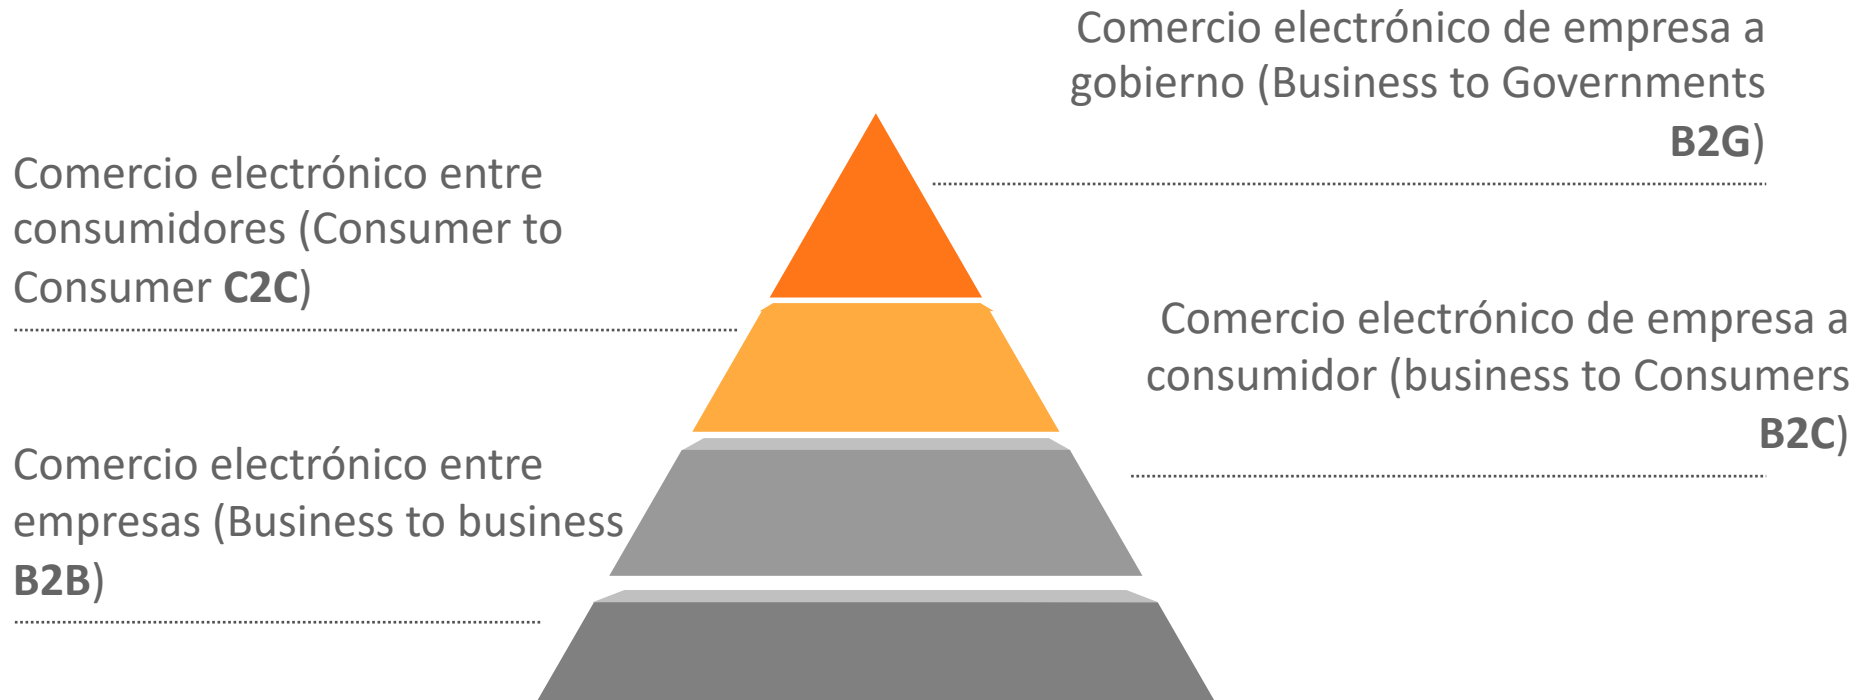 Comercio electrónico de empresa a
gobierno (Business to Governments
B2G)
Comercio electrónico entre
consumidores (Consumer to
Consumer C2C)
Comercio electrónico de empresa a
consumidor (business to Consumers
B2C)
Comercio electrónico entre
empresas (Business to business
B2B)